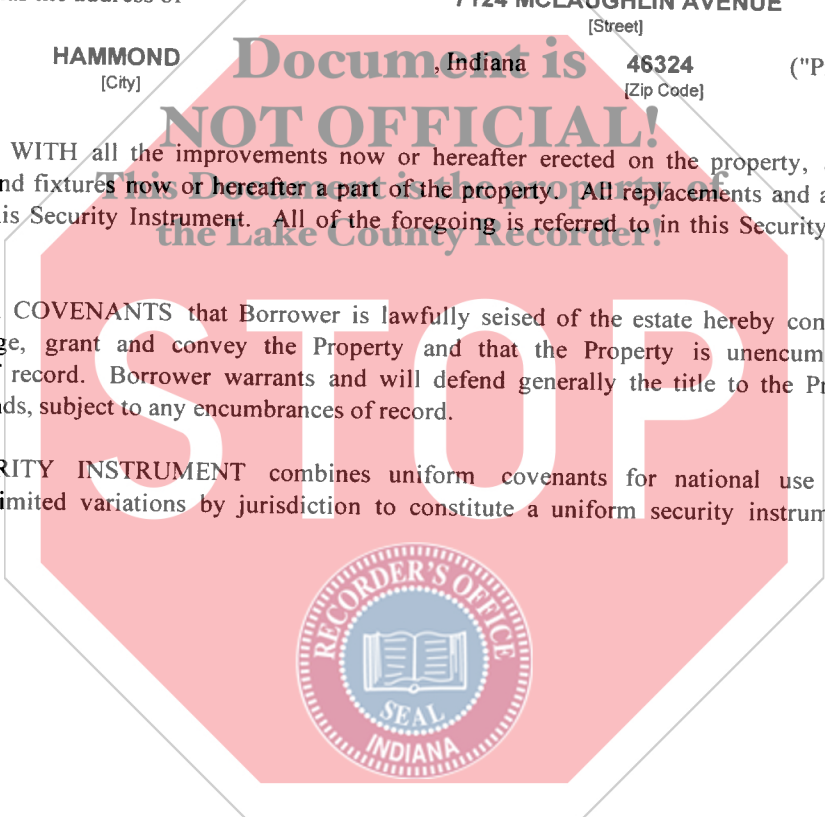 7124 MCLAUGHLIN AVENUE
[Street]
HAMMOND , Indiana 46324 ("P
[City] [Zip Code]
Document is
NOT OFFICIAL!
This Document is the property of
the Lake County Recorder!
WITH all the improvements now or hereafter erected on the property,
nd fixtures now or hereafter a part of the property. All replacements and a
is Security Instrument. All of the foregoing is referred to in this Security
COVENANTS that Borrower is lawfully seised of the estate hereby con
ge, grant and convey the Property and that the Property is unencum
record. Borrower warrants and will defend generally the title to the Pr
nds, subject to any encumbrances of record.
STOP
RITY INSTRUMENT combines uniform covenants for national use
limited variations by jurisdiction to constitute a uniform security instrum
RECORDER'S OFFICE
SEAL
INDIANA